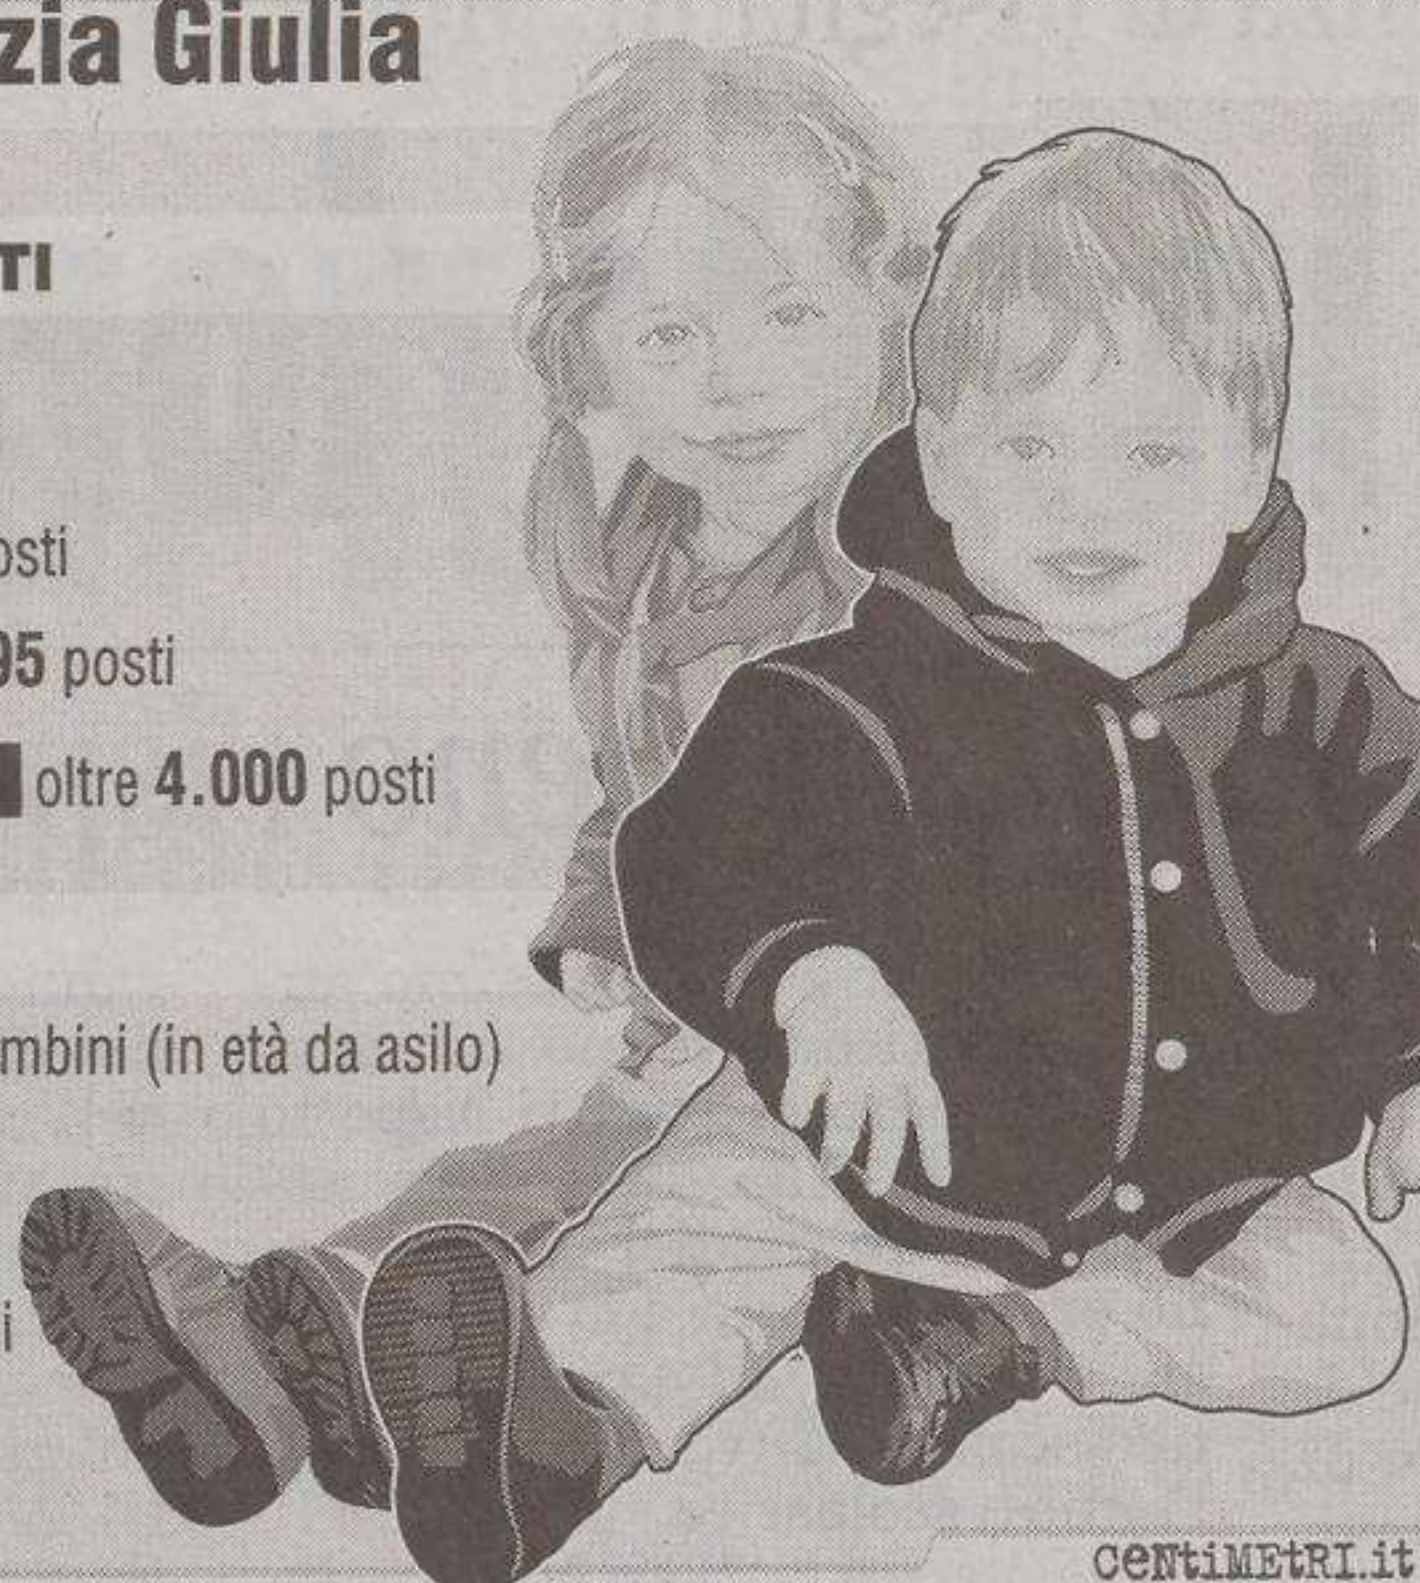 zia Giulia
TI
osti
95 posti
oltre 4.000 posti
mbini (in età da asilo)
i
CeNtiMEtRI.it